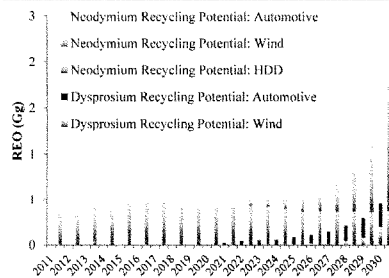 3
2
2
1
1
0
REO (Gg)
Neodymium Recycling Potential: Automotive
Neodymium Recycling Potential: Wind
Neodymium Recycling Potential: HDD
Dysprosium Recycling Potential: Automotive
Dysprosium Recycling Potential: Wind
2011 2012 2013 2014 2015 2016 2017 2018 2019 2020 2021 2022 2023 2024 2025 2026 2027 2028 2029 2030